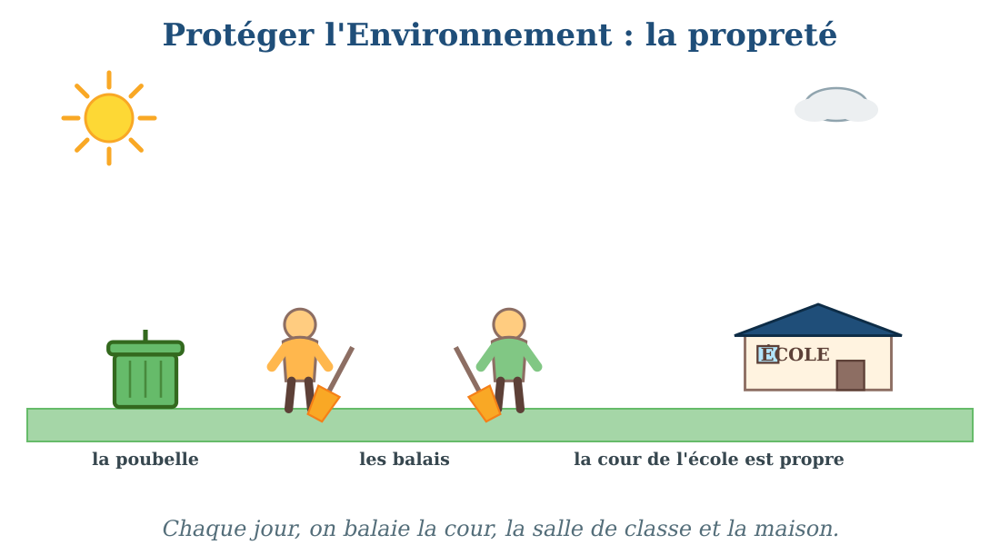 Protéger l'Environnement : la propreté
ÉCOLE
la poubelle
les balais
la cour de l'école est propre
Chaque jour, on balaie la cour, la salle de classe et la maison.